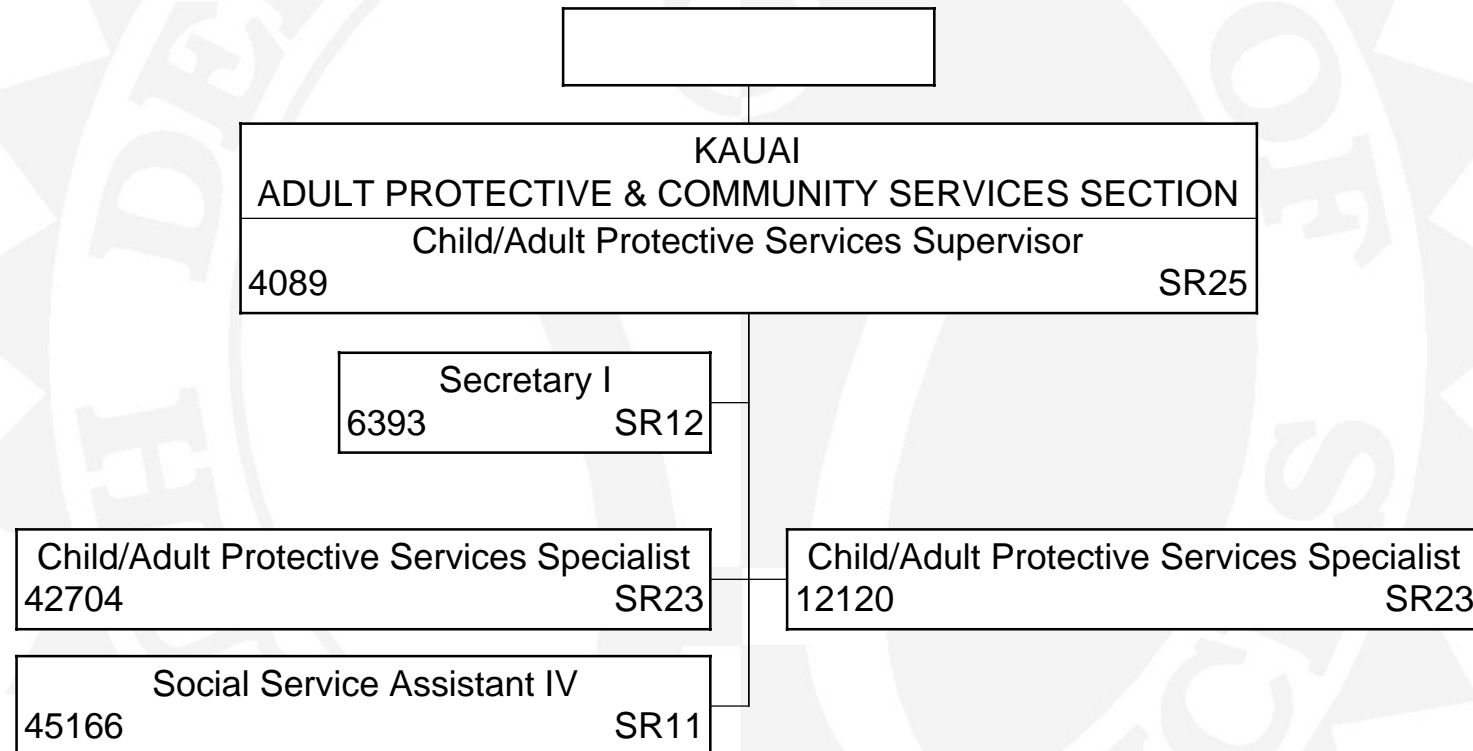 KAUAI
ADULT PROTECTIVE & COMMUNITY SERVICES SECTION
Child/Adult Protective Services Supervisor
4089 SR25
Secretary I
6393 SR12
Child/Adult Protective Services Specialist
42704 SR23
Child/Adult Protective Services Specialist
12120 SR23
Social Service Assistant IV
45166 SR11